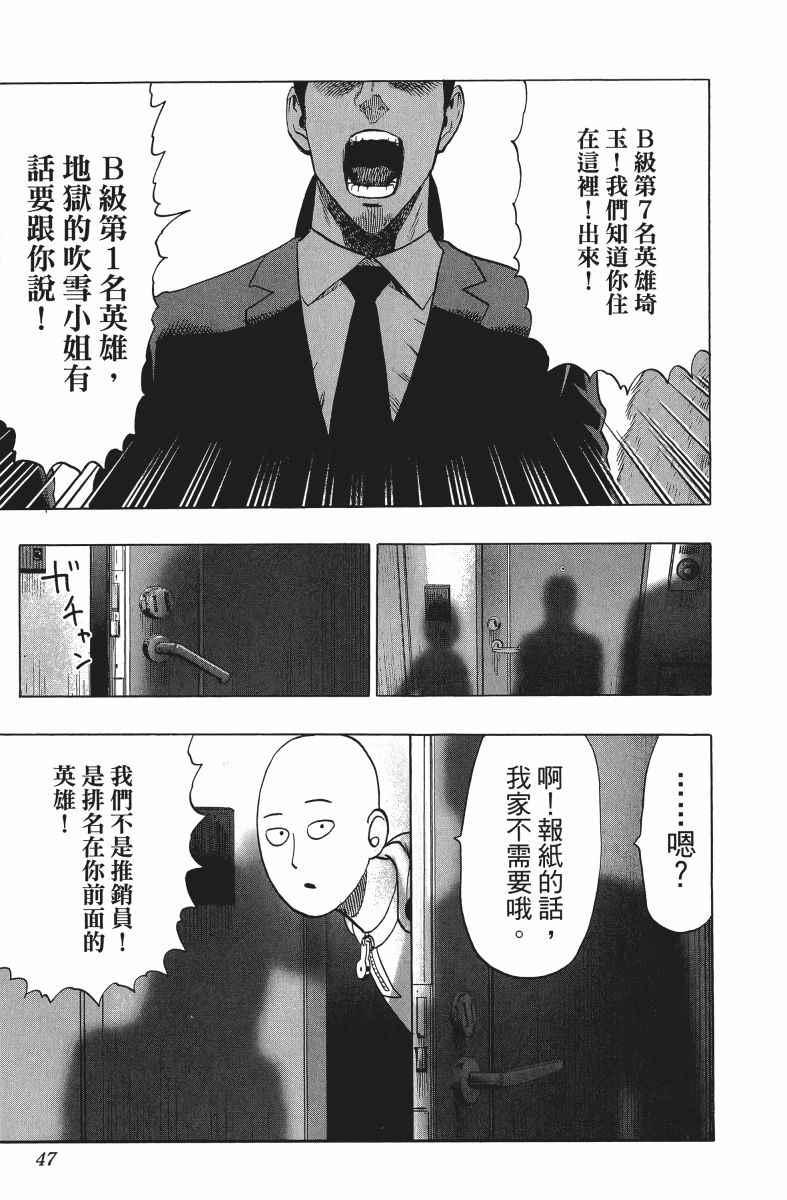 B級第7名英雄埼
玉！我們知道你住
在這裡！出來！
B級第1名英雄，
地獄的吹雪小姐有
話要跟你說！
ガチャン
……嗯?
啊！報紙的話，
我家不需要哦。
我們不是推銷員！
是排名在你前面的
英雄！
47